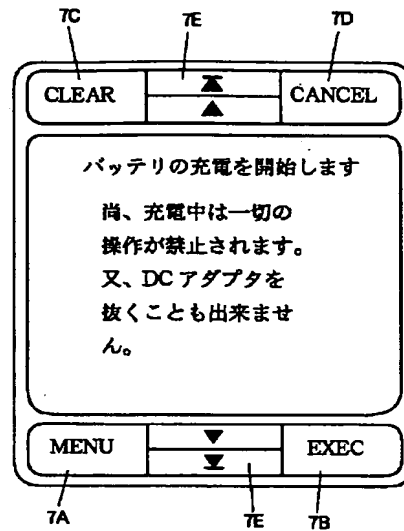 7C 7E 7D
CLEAR CANCEL
バッテリの充電を開始します
尚、充電中は一切の
操作が禁止されます。
又、DCアダプタを
抜くことも出来ませ
ん。
MENU EXEC
7A 7E 7B